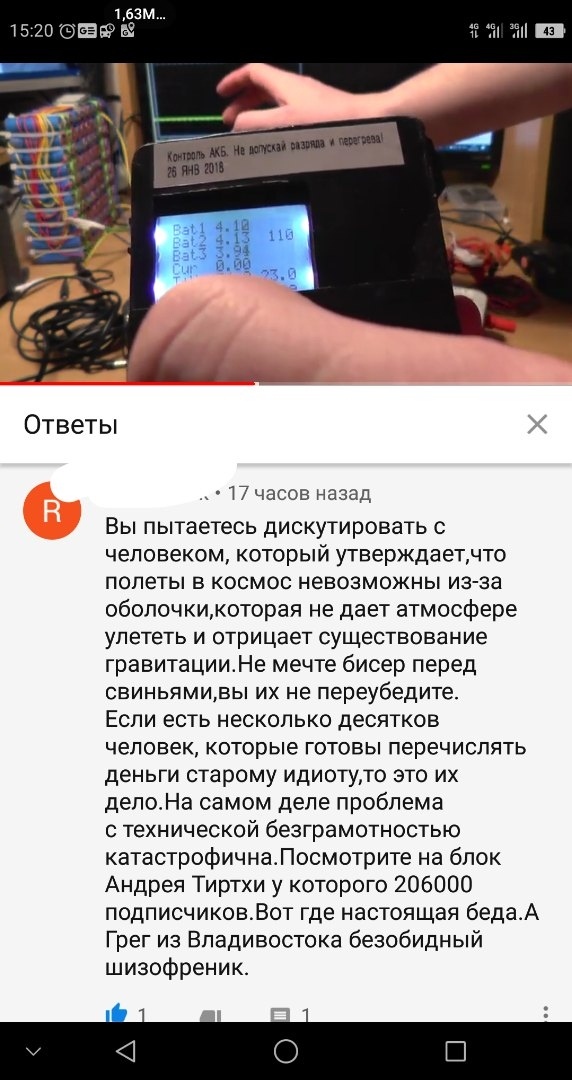 15:20
1,63M...
4G 4G 3G 43
Контроль АКБ. Не допускай разряда и перегрева!
26 ЯНВ 2018
Bat1 4.10
Bat2 4.13 110
Bat3 3.94
Cur 0.00
23.0
Ответы
R
• 17 часов назад
Вы пытаетесь дискутировать с
человеком, который утверждает,что
полеты в космос невозможны из-за
оболочки,которая не дает атмосфере
улететь и отрицает существование
гравитации.Не мечте бисер перед
свиньями,вы их не переубедите.
Если есть несколько десятков
человек, которые готовы перечислять
деньги старому идиоту,то это их
дело.На самом деле проблема
с технической безграмотностью
катастрофична.Посмотрите на блок
Андрея Тиртхи у которого 206000
подписчиков.Вот где настоящая беда.А
Грег из Владивостока безобидный
шизофреник.
1 1